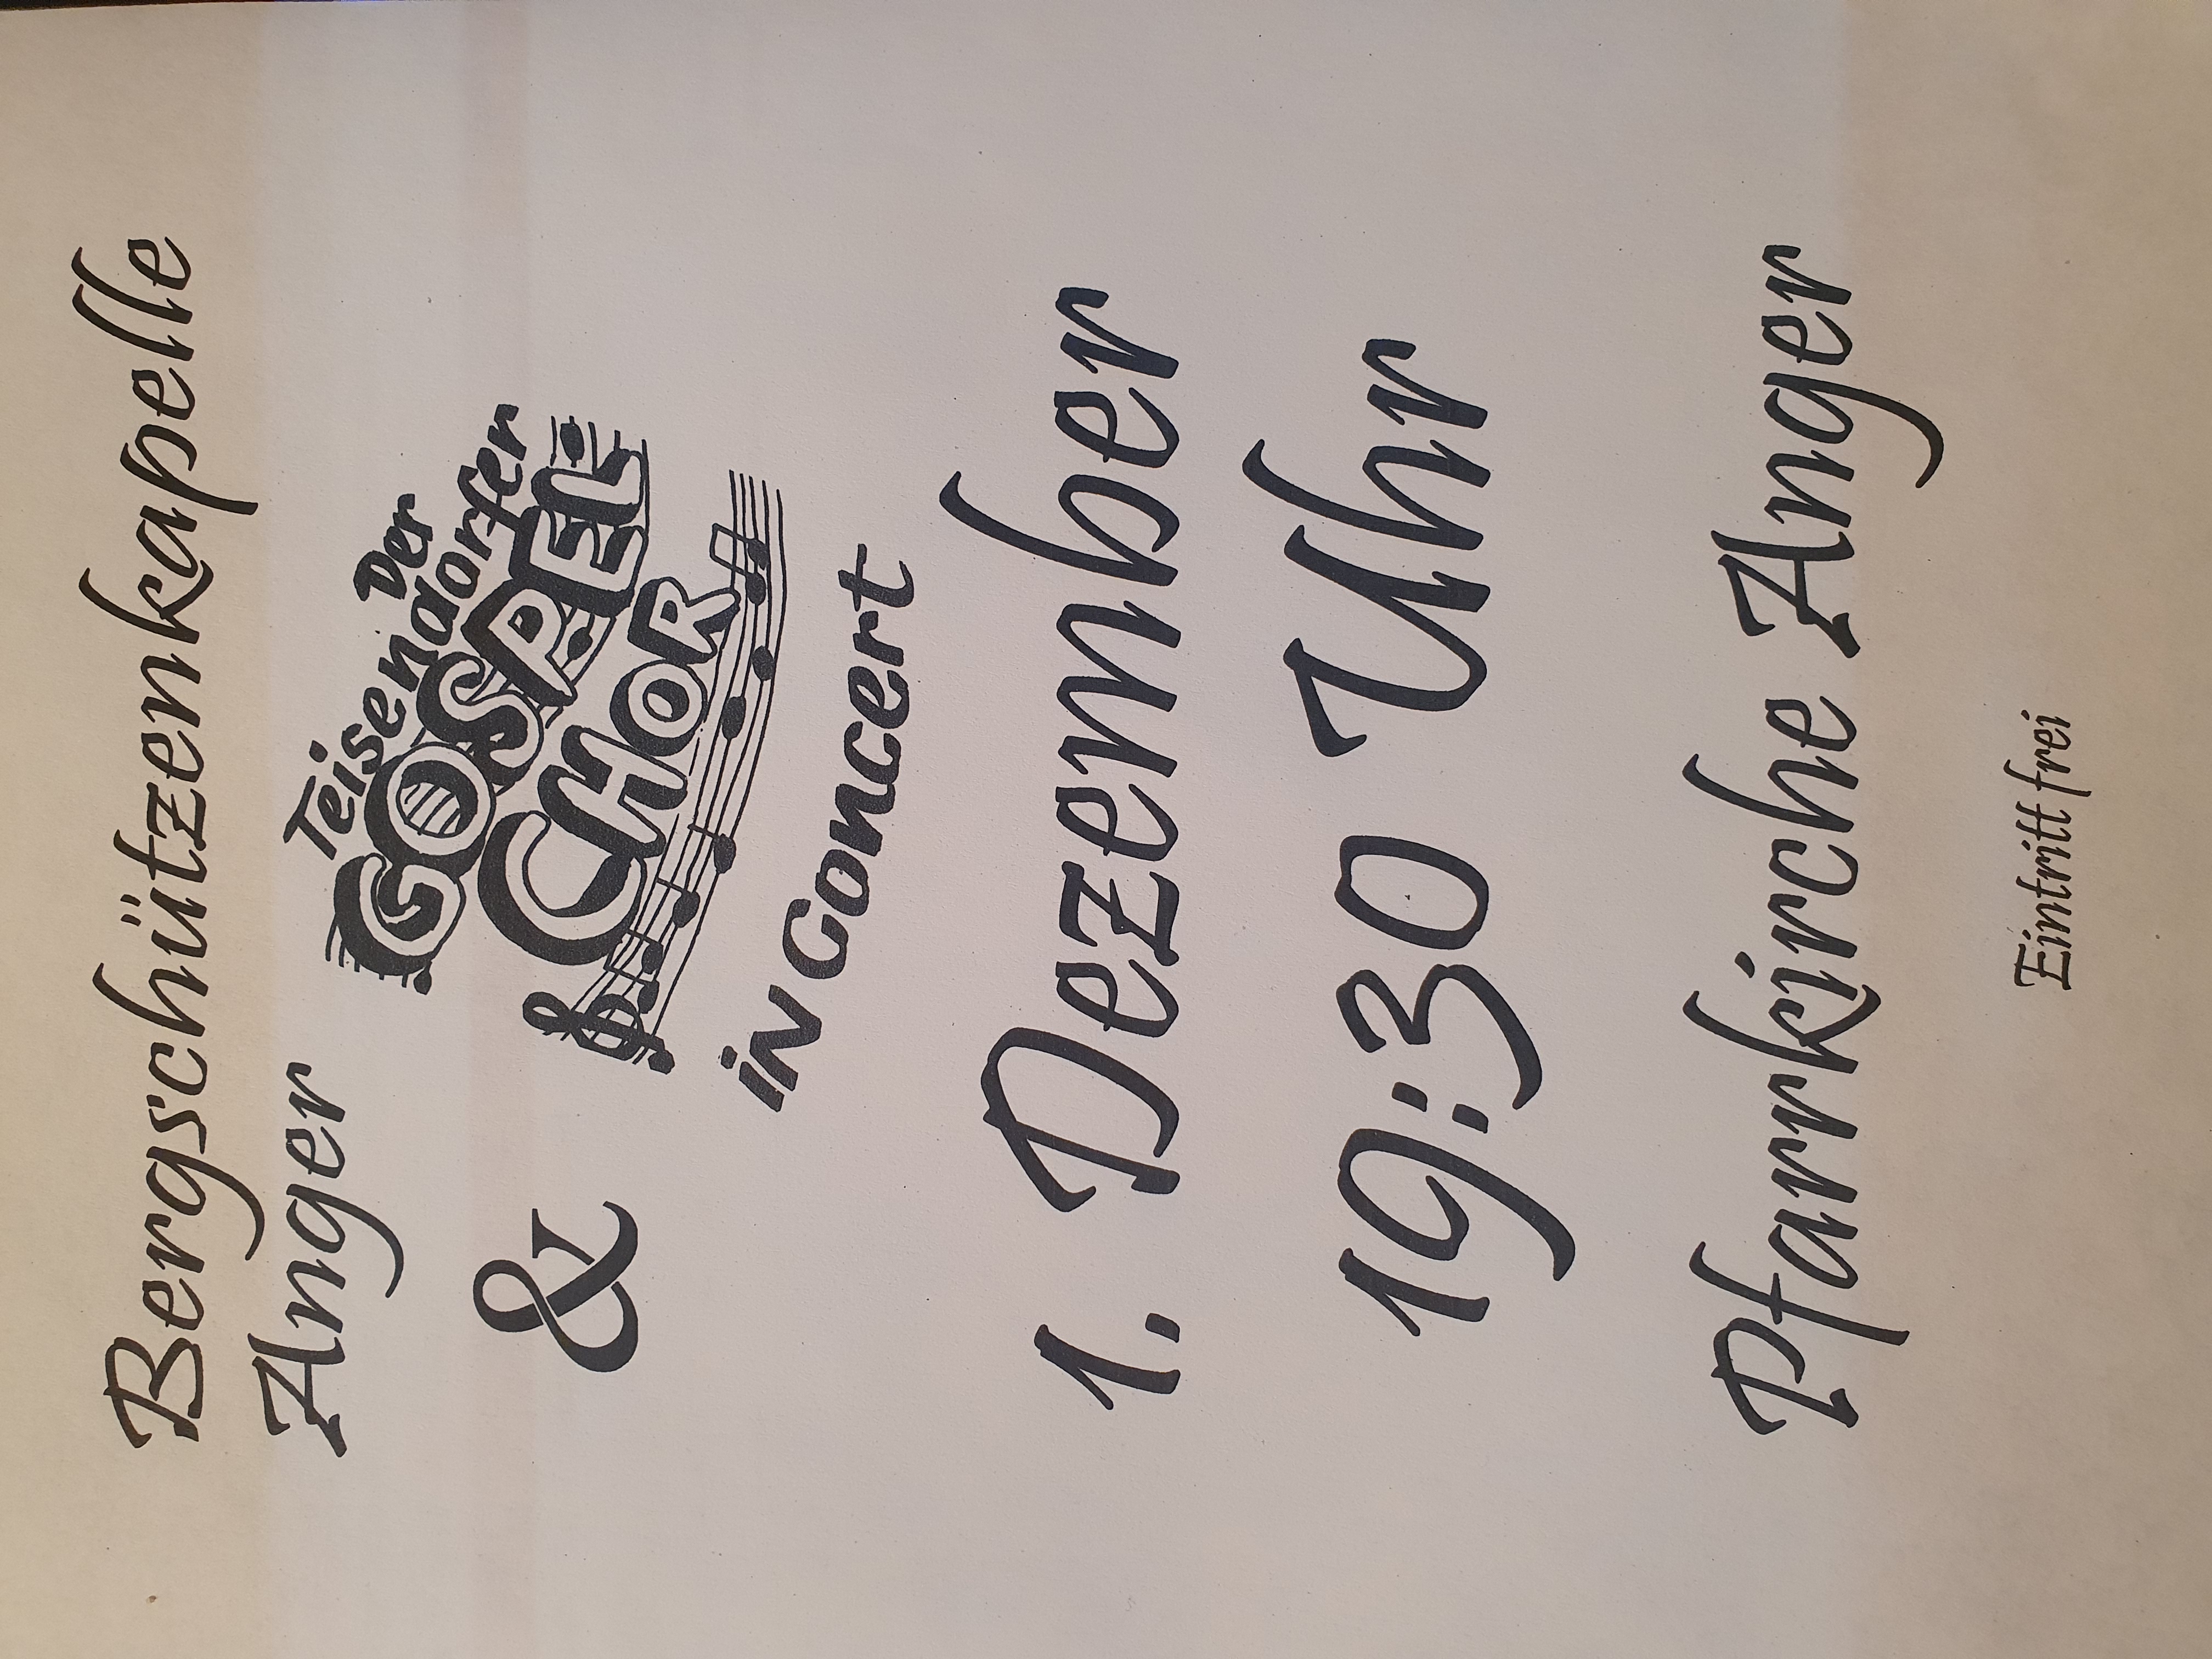 Bergschützenkapelle
Anger
&
Der
Teisendorfer
GOSPEL
CHOR
iN Concert
1. Dezember
19:30 Uhr
Pfarrkirche Anger
Eintritt frei